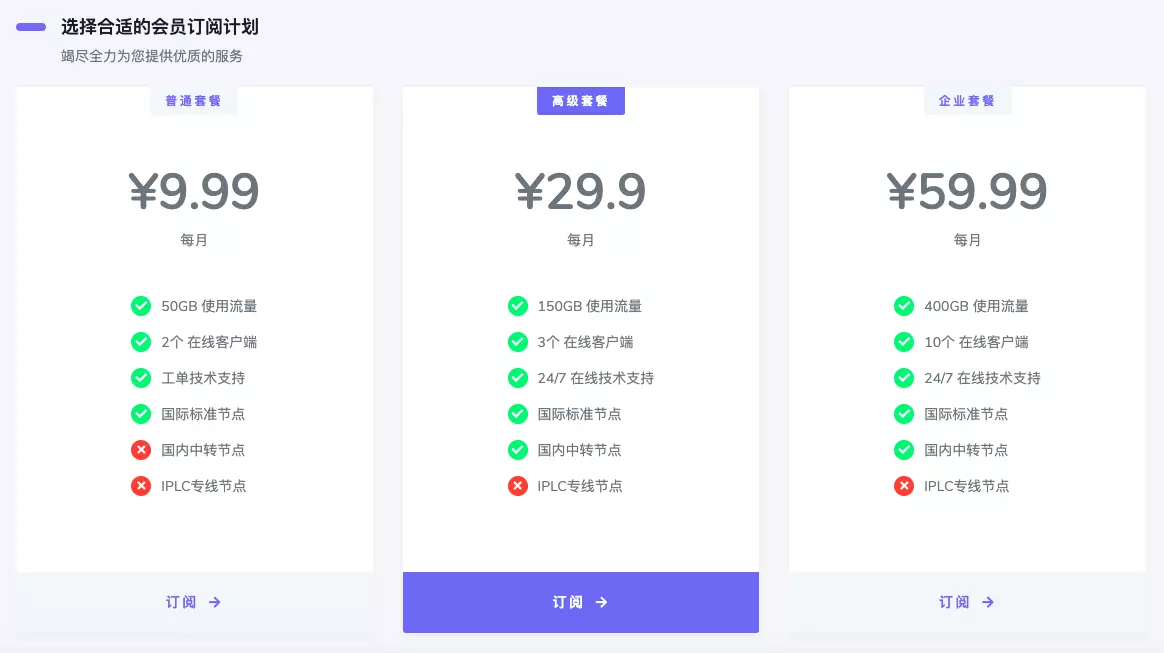 选择合适的会员订阅计划
竭尽全力为您提供优质的服务
普通套餐
¥9.99
每月
50GB 使用流量
2个 在线客户端
工单技术支持
国际标准节点
国内中转节点
IPLC专线节点
订阅 →
高级套餐
¥29.9
每月
150GB 使用流量
3个 在线客户端
24/7 在线技术支持
国际标准节点
国内中转节点
IPLC专线节点
订阅 →
企业套餐
¥59.99
每月
400GB 使用流量
10个 在线客户端
24/7 在线技术支持
国际标准节点
国内中转节点
IPLC专线节点
订阅 →